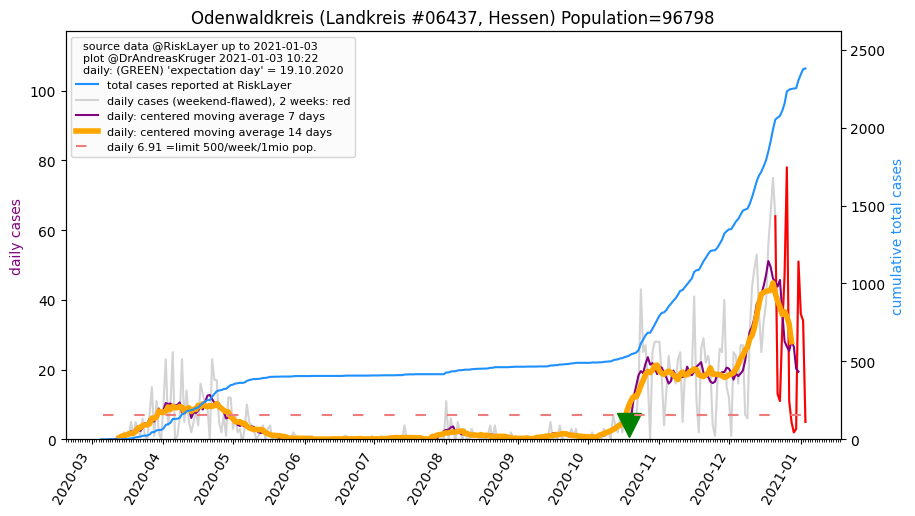 Odenwaldkreis (Landkreis #06437, Hessen) Population=96798
source data @RiskLayer up to 2021-01-03
plot @DrAndreasKruger 2021-01-03 10:22
daily: (GREEN) 'expectation day' = 19.10.2020
total cases reported at RiskLayer
daily cases (weekend-flawed), 2 weeks: red
daily: centered moving average 7 days
daily: centered moving average 14 days
daily 6.91 =limit 500/week/1mio pop.
daily cases
0
20
40
60
80
100
cumulative total cases
0
500
1000
1500
2000
2500
2020-03
2020-04
2020-05
2020-06
2020-07
2020-08
2020-09
2020-10
2020-11
2020-12
2021-01